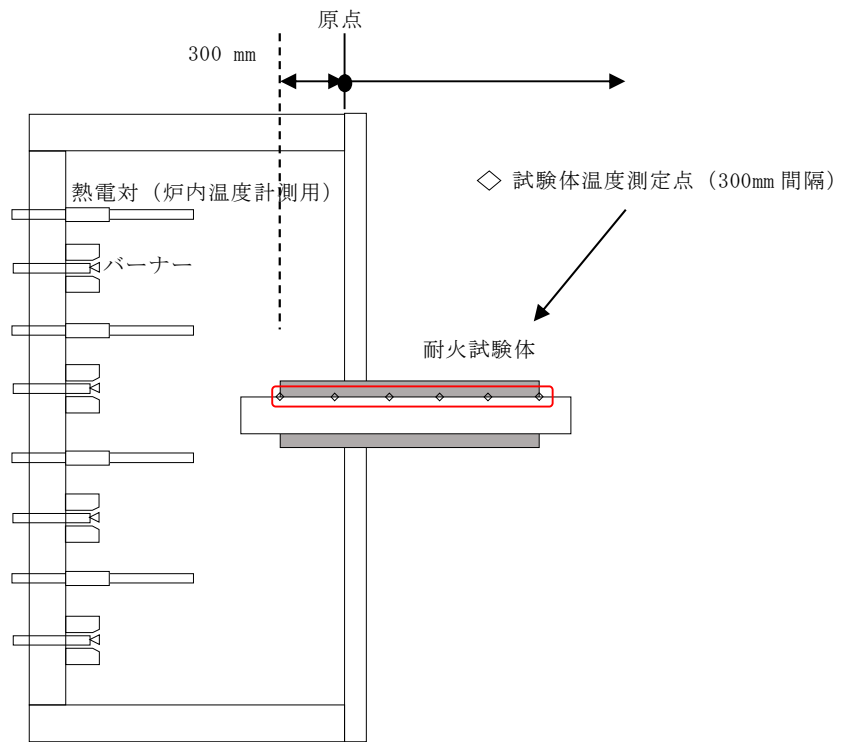 原点
300 mm
熱電対（炉内温度計測用）
◇ 試験体温度測定点（300mm 間隔）
バーナー
耐火試験体